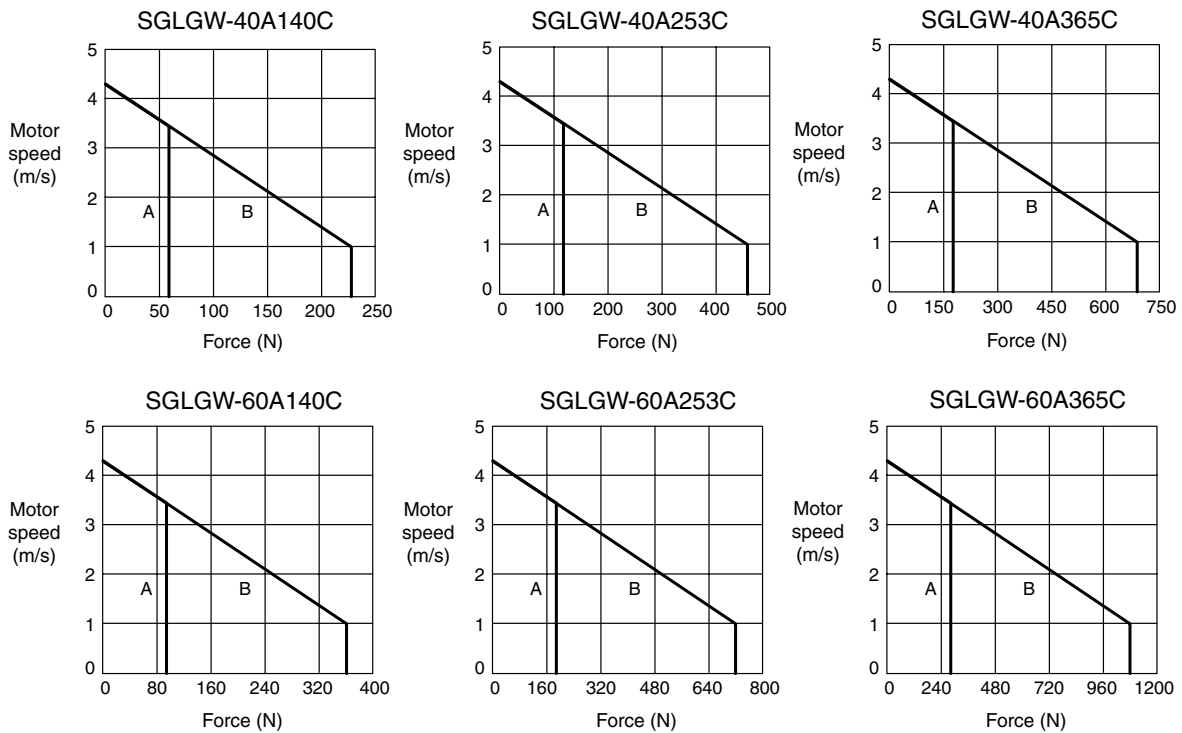 SGLGW-40A140C
5
4
3
2
1
0
Motor
speed
(m/s)
A
B
0 50 100 150 200 250
Force (N)
SGLGW-40A253C
5
4
3
2
1
0
Motor
speed
(m/s)
A
B
0 100 200 300 400 500
Force (N)
SGLGW-40A365C
5
4
3
2
1
0
Motor
speed
(m/s)
A
B
0 150 300 450 600 750
Force (N)
SGLGW-60A140C
5
4
3
2
1
0
Motor
speed
(m/s)
A
B
0 80 160 240 320 400
Force (N)
SGLGW-60A253C
5
4
3
2
1
0
Motor
speed
(m/s)
A
B
0 160 320 480 640 800
Force (N)
SGLGW-60A365C
5
4
3
2
1
0
Motor
speed
(m/s)
A
B
0 240 480 720 960 1200
Force (N)